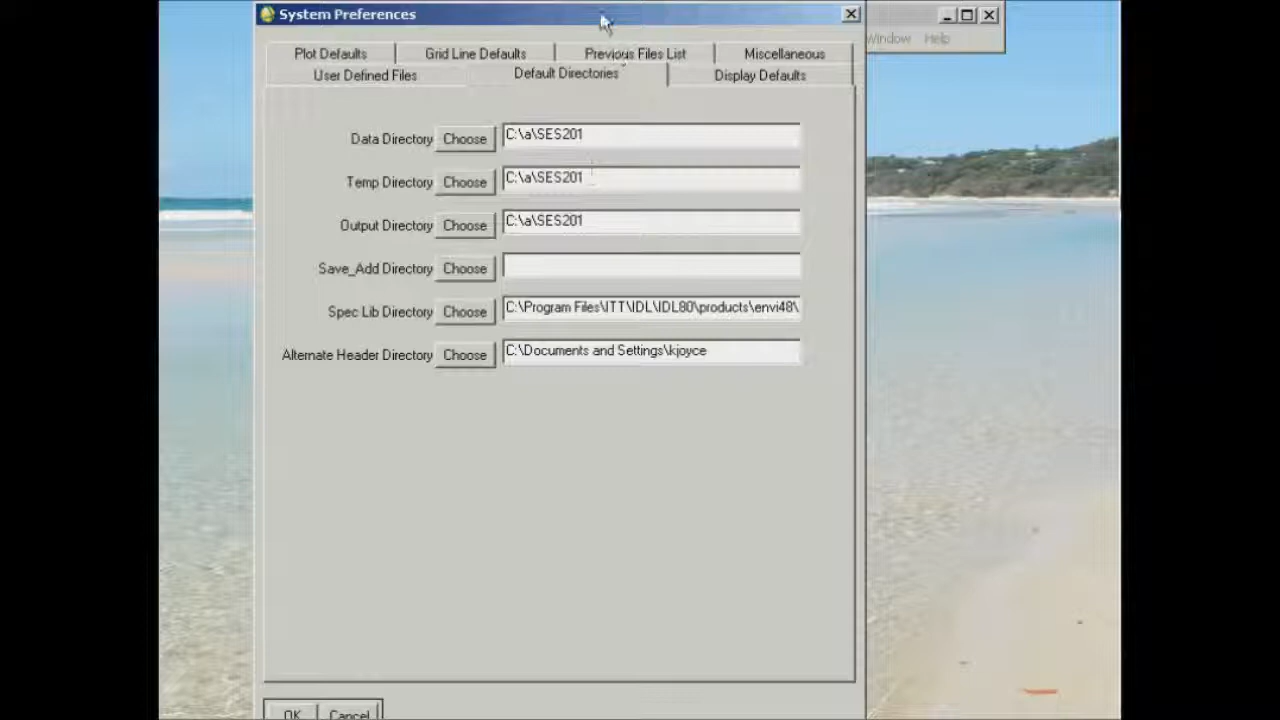 System Preferences
Window Help
Plot Defaults Grid Line Defaults Previous Files List Miscellaneous
User Defined Files Default Directories Display Defaults
Data Directory Choose C:\a\SES201
Temp Directory Choose C:\a\SES201
Output Directory Choose C:\a\SES201
Save_Add Directory Choose
Spec Lib Directory Choose C:\Program Files\ITT\IDL\IDL80\products\envi48\
Alternate Header Directory Choose C:\Documents and Settings\kjoyce
OK Cancel